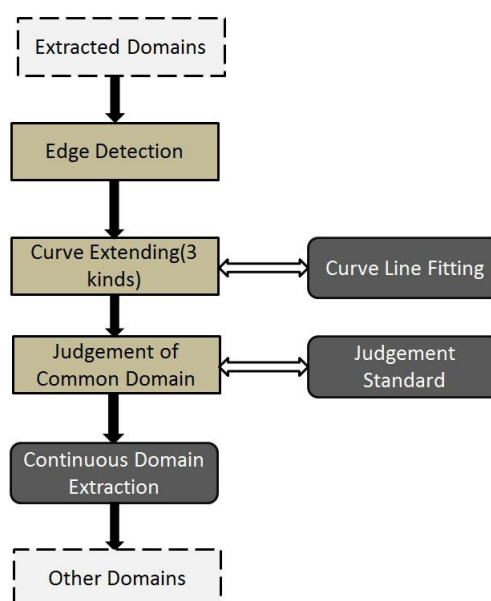 Extracted Domains
Edge Detection
Curve Extending(3
kinds)
Curve Line Fitting
Judgement of
Common Domain
Judgement
Standard
Continuous Domain
Extraction
Other Domains